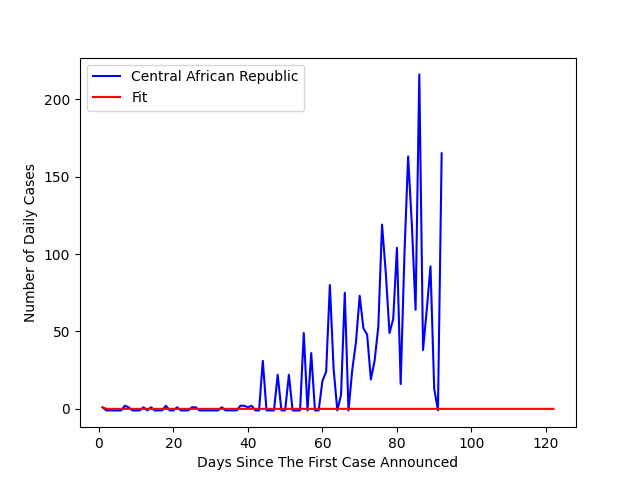 Central African Republic
Fit
Number of Daily Cases
200
150
100
50
0
0 20 40 60 80 100 120
Days Since The First Case Announced